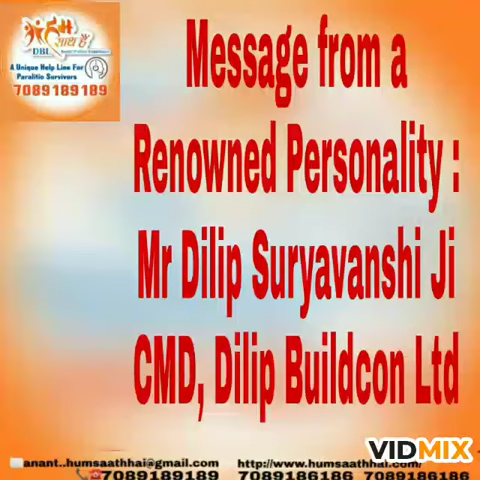 हम
साथ हैं
DBL
A Unique Help Line For
Paralitic Survivers
7089189189
Message from a
Renowned Personality :
Mr Dilip Suryavanshi Ji
CMD, Dilip Buildcon Ltd
VIDMIX
anant..humsaathhai@gmail.com http://www.humsaathhai.com/
7089189189 7089186186 7089186186